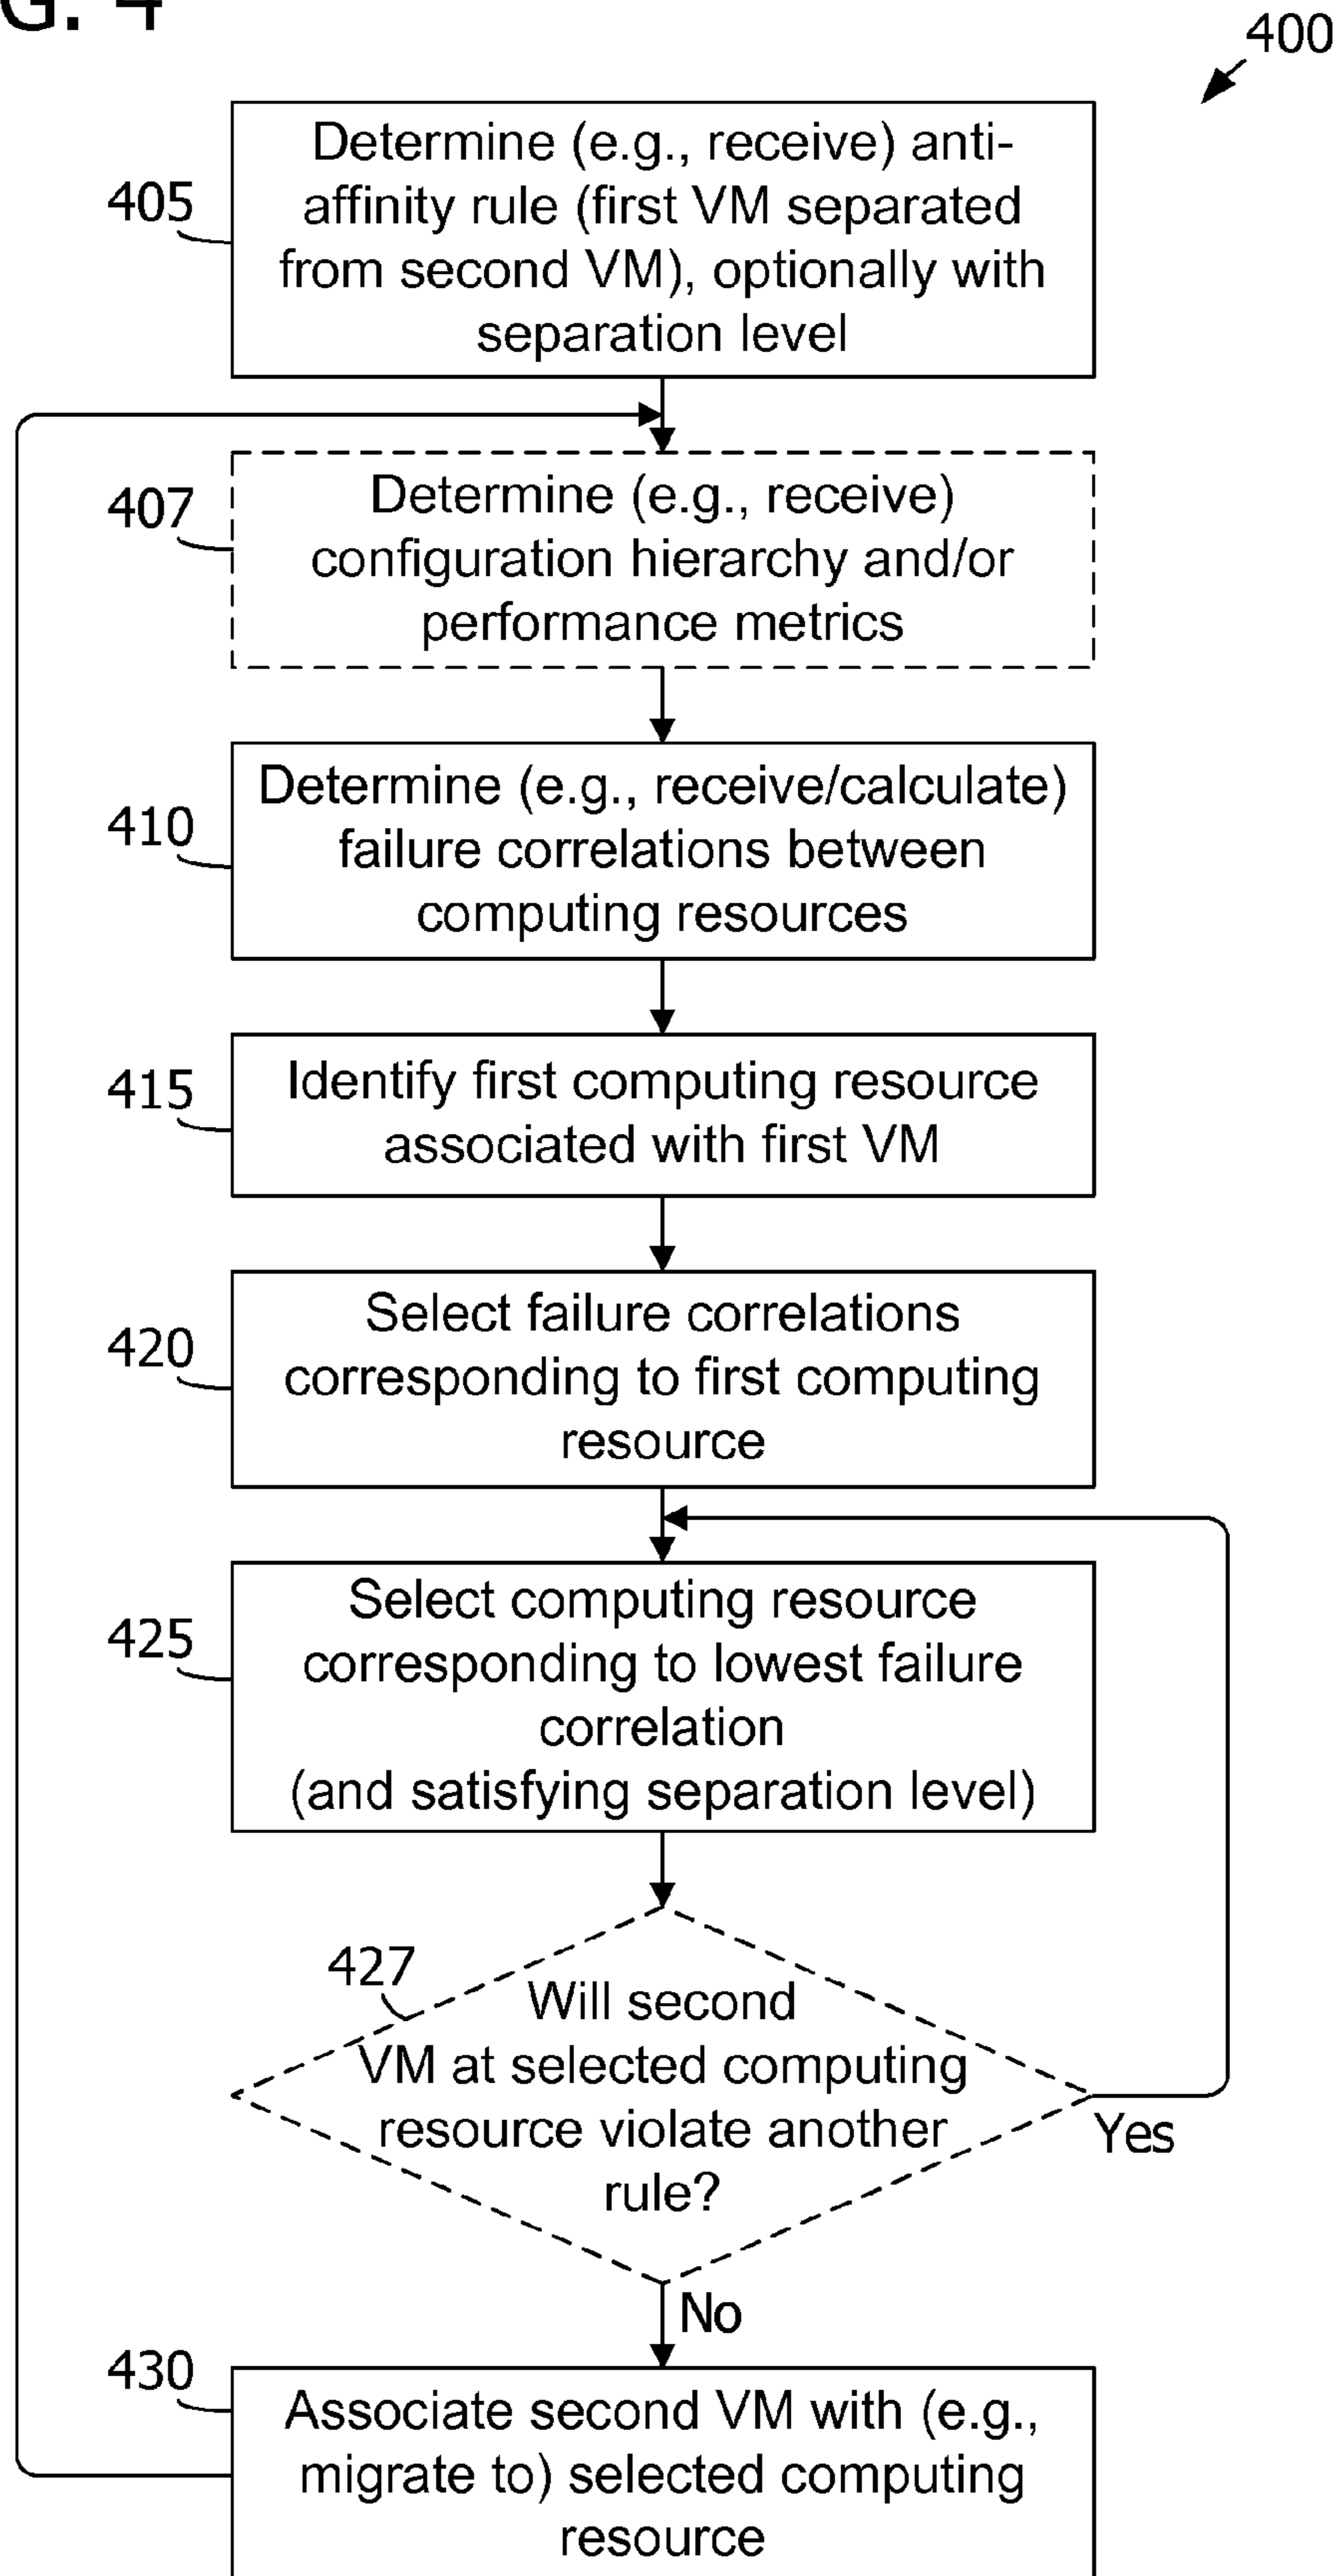 G. 4
400
405
Determine (e.g., receive) anti-
affinity rule (first VM separated
from second VM), optionally with
separation level
407
Determine (e.g., receive)
configuration hierarchy and/or
performance metrics
410
Determine (e.g., receive/calculate)
failure correlations between
computing resources
415
Identify first computing resource
associated with first VM
420
Select failure correlations
corresponding to first computing
resource
425
Select computing resource
corresponding to lowest failure
correlation
(and satisfying separation level)
427
Will second
VM at selected computing
resource violate another
rule?
Yes
No
430
Associate second VM with (e.g.,
migrate to) selected computing
resource